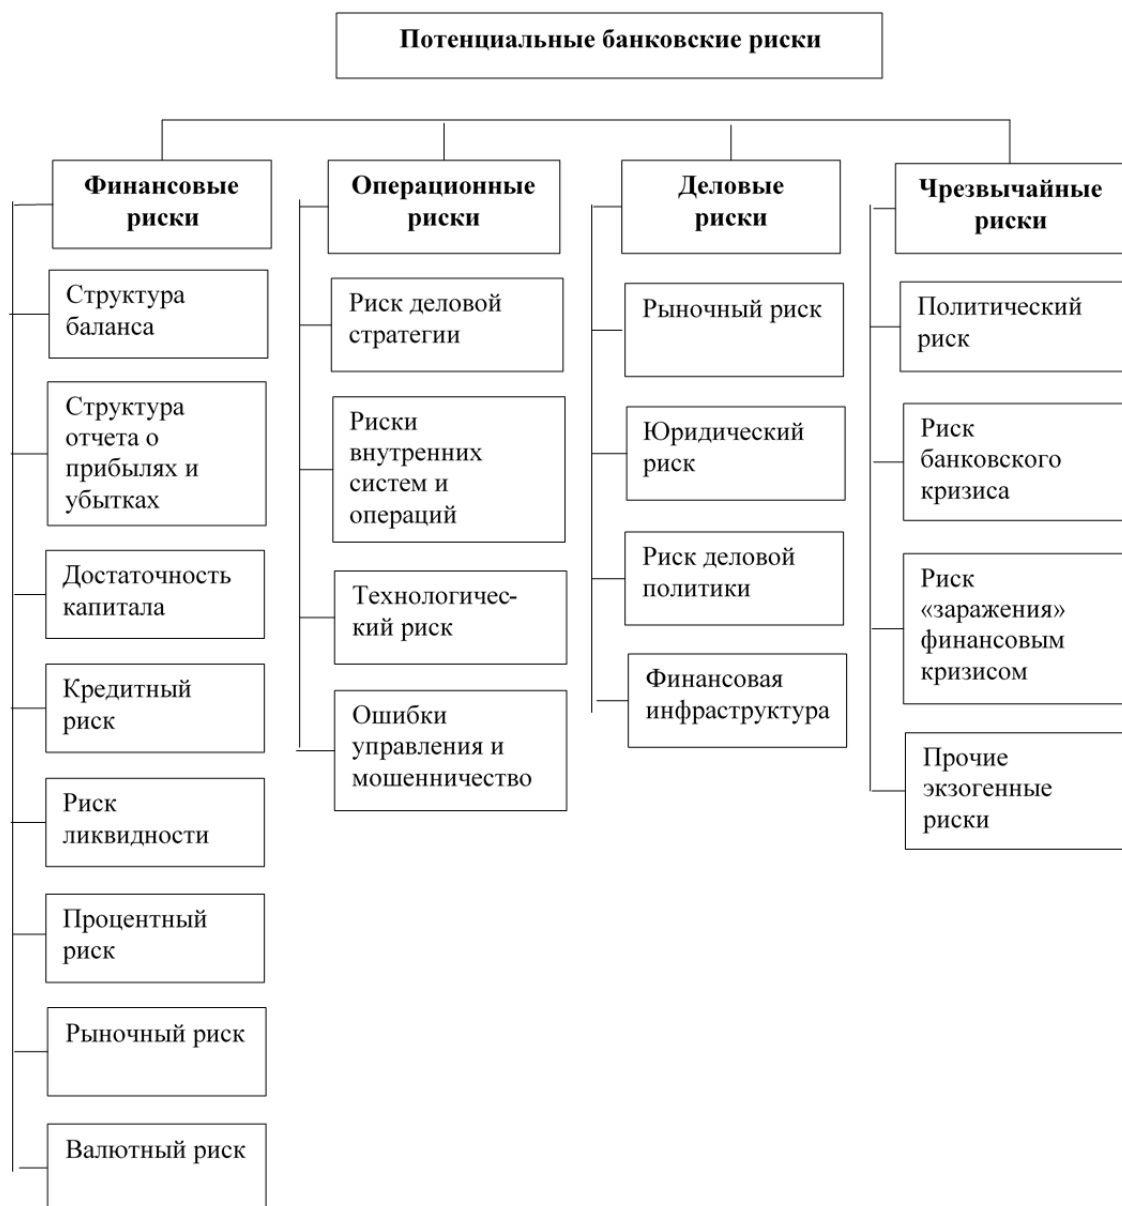 Потенциальные банковские риски
Финансовые
риски
Структура
баланса
Структура
отчета о
прибылях и
убытках
Достаточность
капитала
Кредитный
риск
Риск
ликвидности
Процентный
риск
Рыночный риск
Валютный риск
Операционные
риски
Риск деловой
стратегии
Риски
внутренних
систем и
операций
Технологичес-
кий риск
Ошибки
управления и
мошенничество
Деловые
риски
Рыночный риск
Юридический
риск
Риск деловой
политики
Финансовая
инфраструктура
Чрезвычайные
риски
Политический
риск
Риск
банковского
кризиса
Риск
«заражения»
финансовым
кризисом
Прочие
экзогенные
риски